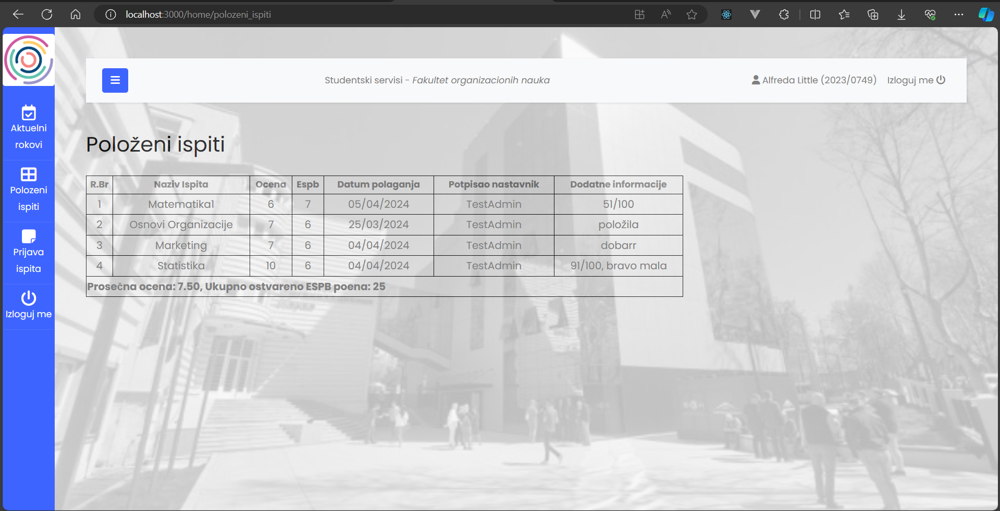 localhost:3000/home/polozeni_ispiti
Studentski servisi - Fakultet organizacionih nauka
Alfreda Little (2023/0749)
Izloguj me
Aktuelni
rokovi
Polozeni
ispiti
Prijava
ispita
Izloguj me
Položeni ispiti
R.Br Naziv Ispita Ocena Espb Datum polaganja Potpisao nastavnik Dodatne informacije
1 Matematika1 6 7 05/04/2024 TestAdmin 51/100
2 Osnovi Organizacije 7 6 25/03/2024 TestAdmin položila
3 Marketing 7 6 04/04/2024 TestAdmin dobarr
4 Statistika 10 6 04/04/2024 TestAdmin 91/100, bravo mala
Prosečna ocena: 7.50, Ukupno ostvareno ESPB poena: 25